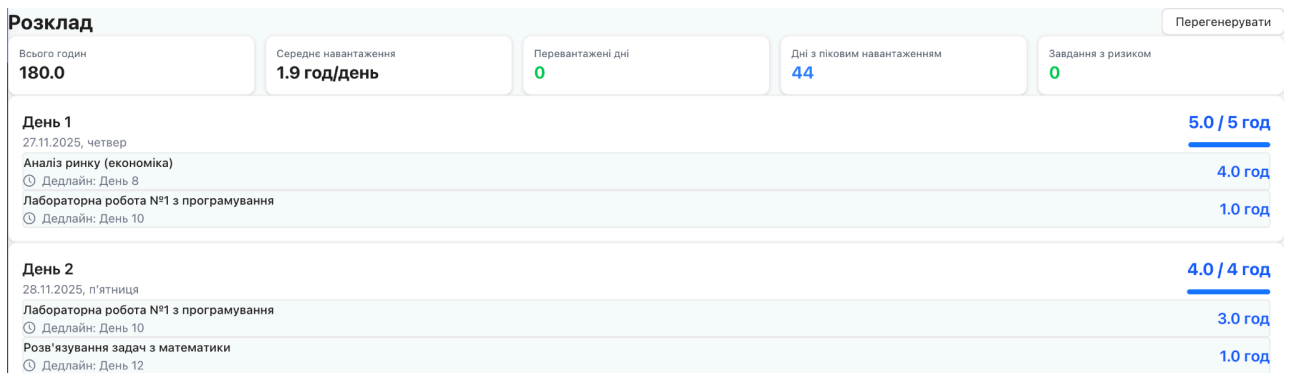 Розклад
Перегенерувати
Всього годин
180.0
Середнє навантаження
1.9 год/день
Перевантажені дні
0
Дні з піковим навантаженням
44
Завдання з ризиком
0
День 1
5.0 / 5 год
27.11.2025, четвер
Аналіз ринку (економіка)
Дедлайн: День 8
4.0 год
Лабораторна робота №1 з програмування
Дедлайн: День 10
1.0 год
День 2
4.0 / 4 год
28.11.2025, п'ятниця
Лабораторна робота №1 з програмування
Дедлайн: День 10
3.0 год
Розв'язування задач з математики
Дедлайн: День 12
1.0 год